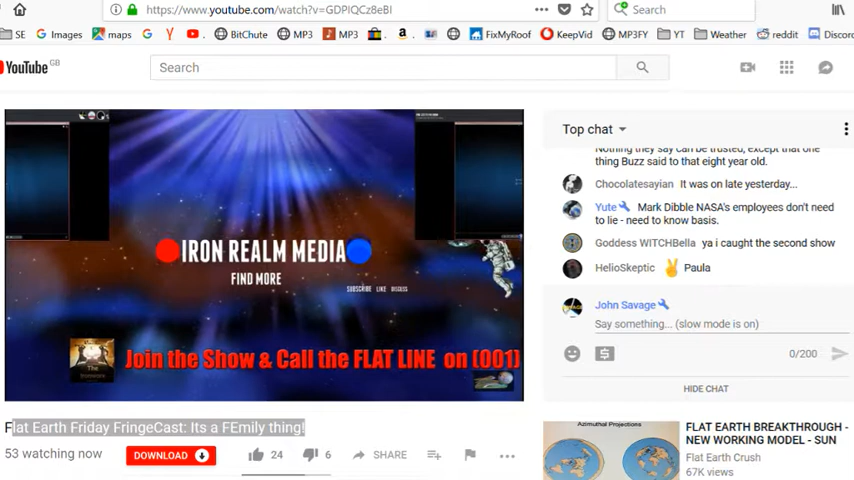 https://www.youtube.com/watch?v=GDPIQCz8eBI
Search
SE
Images
maps
BitChute
MP3
MP3
FixMyRoof
KeepVid
MP3FY
YT
Weather
reddit
Discord
YouTube GB
Search
IRON REALM MEDIA
FIND MORE
SUBSCRIBE LIKE DISCUSS
The
Join the Show & Call the FLAT LINE on (001)
Flat Earth Friday FringeCast: Its a FEmily thing!
53 watching now
DOWNLOAD
24
6
SHARE
Top chat
Nothing they say can be trusted, except that one
thing Buzz said to that eight year old.
Chocolatesayian It was on late yesterday...
Yute Mark Dibble NASA's employees don't need
to lie - need to know basis.
Goddess WITCHBella ya i caught the second show
HelioSkeptic ✌ Paula
John Savage
Say something... (slow mode is on)
0/200
HIDE CHAT
Azimuthal Projections
FLAT EARTH BREAKTHROUGH -
NEW WORKING MODEL - SUN
Flat Earth Crush
67K views